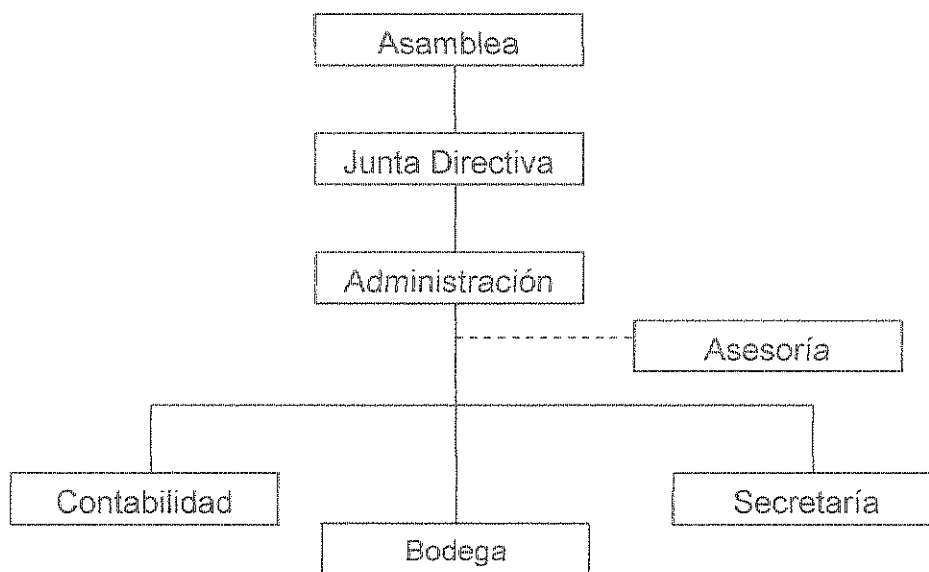 Asamblea
Junta Directiva
Administración
Asesoría
Contabilidad
Secretaría
Bodega